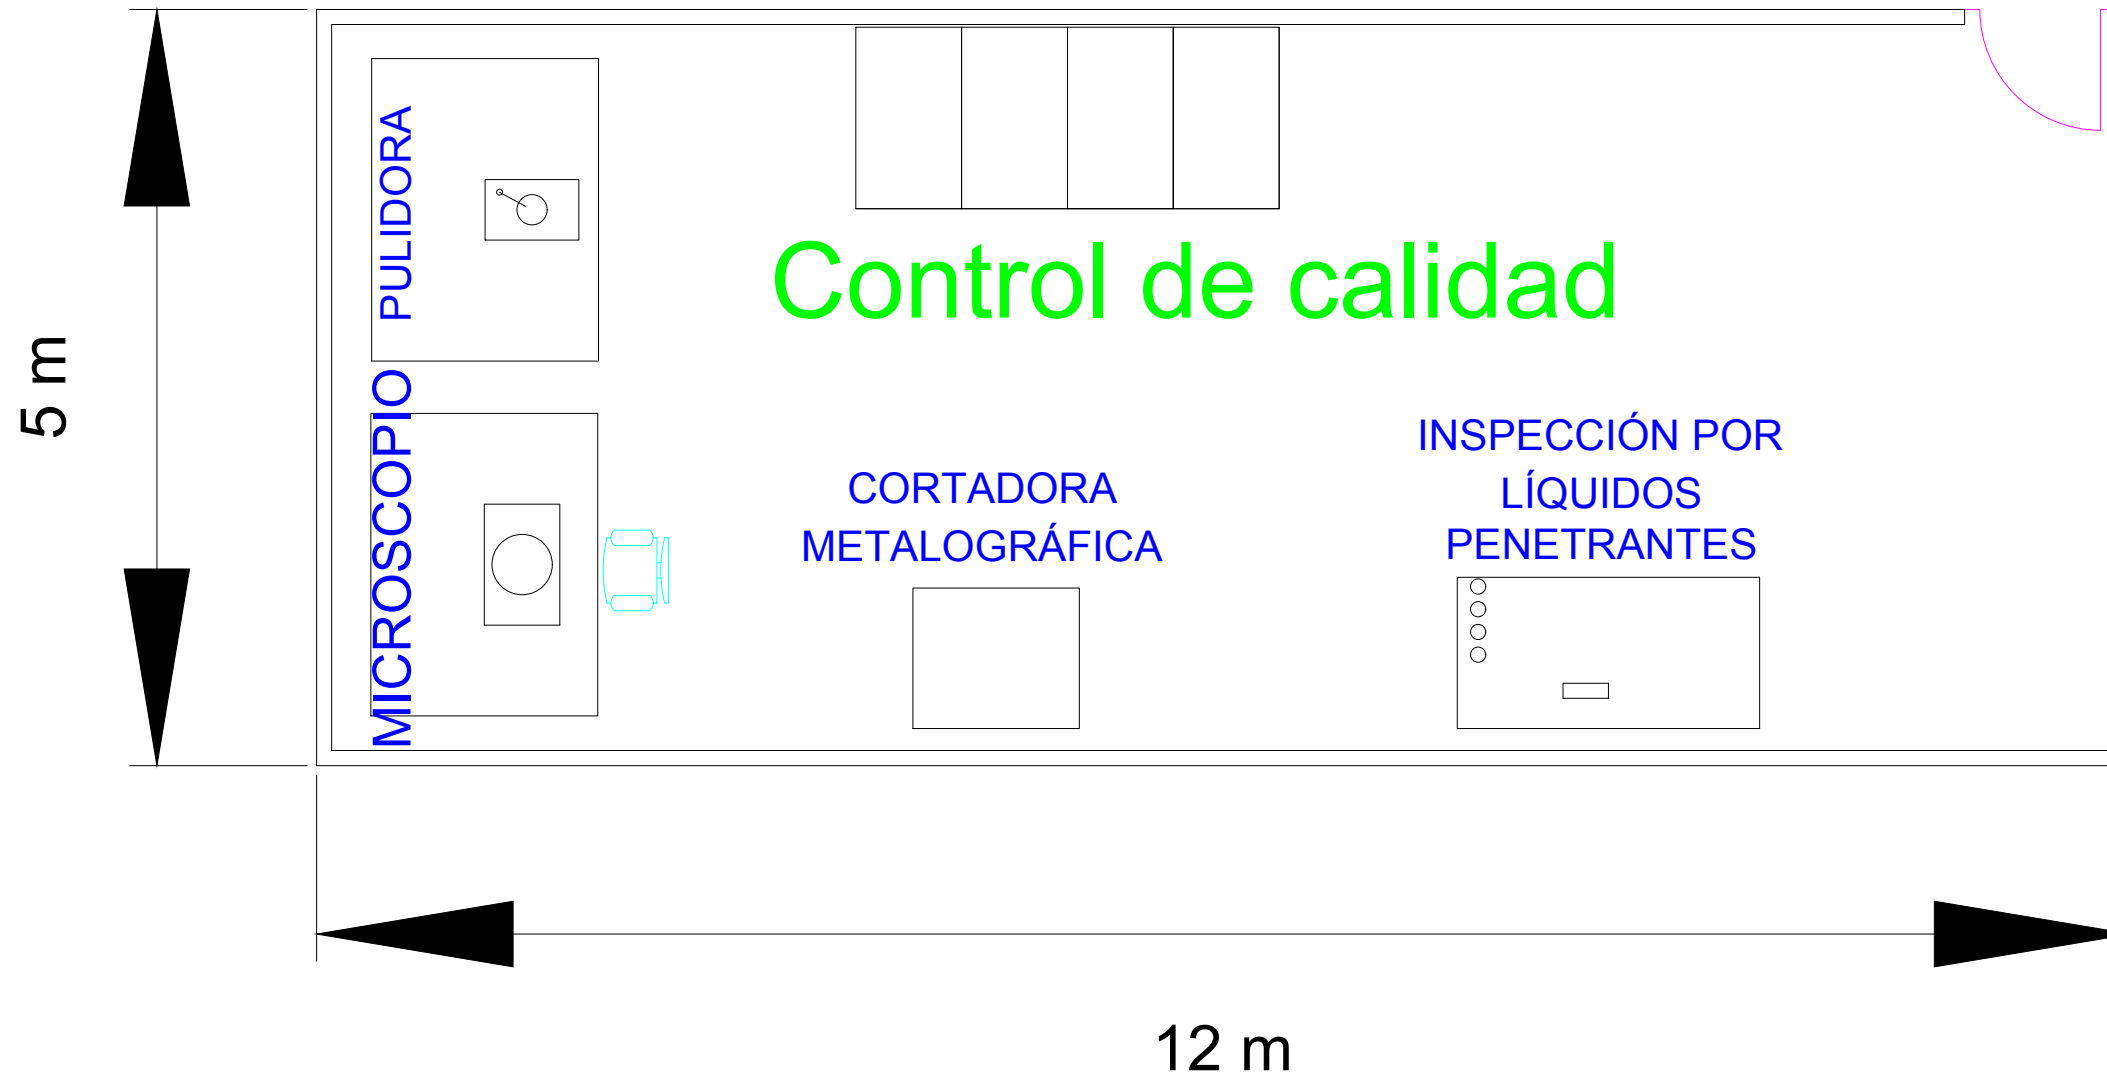 PULIDORA
Control de calidad
5 m
MICROSCOPIO
CORTADORA
METALOGRÁFICA
INSPECCIÓN POR
LÍQUIDOS
PENETRANTES
12 m